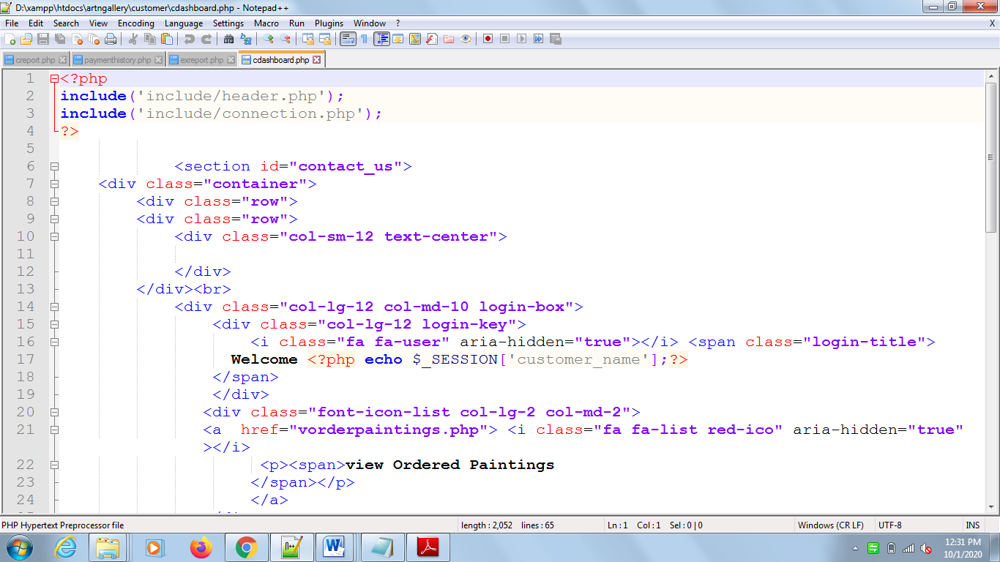 D:\xampp\htdocs\artngallery\customer\cdashboard.php - Notepad++
File Edit Search View Encoding Language Settings Macro Run Plugins Window ? X
creport.php paymenthistory.php exreport.php cdashboard.php
1 <?php
2 include('include/header.php');
3 include('include/connection.php');
4 ?>
5
6 <section id="contact_us">
7 <div class="container">
8 <div class="row">
9 <div class="row">
10 <div class="col-sm-12 text-center">
11
12 </div>
13 </div><br>
14 <div class="col-lg-12 col-md-10 login-box">
15 <div class="col-lg-12 login-key">
16 <i class="fa fa-user" aria-hidden="true"></i> <span class="login-title">
17 Welcome <?php echo $_SESSION['customer_name'];?>
18 </span>
19 </div>
20 <div class="font-icon-list col-lg-2 col-md-2">
21 <a  href="vorderpaintings.php"> <i class="fa fa-list red-ico" aria-hidden="true"
></i>
22 <p><span>view Ordered Paintings
23 </span></p>
24 </a>
PHP Hypertext Preprocessor file length : 2,052 lines : 65 Ln : 1 Col : 1 Sel : 0 | 0 Windows (CR LF) UTF-8 INS
12:31 PM
10/1/2020